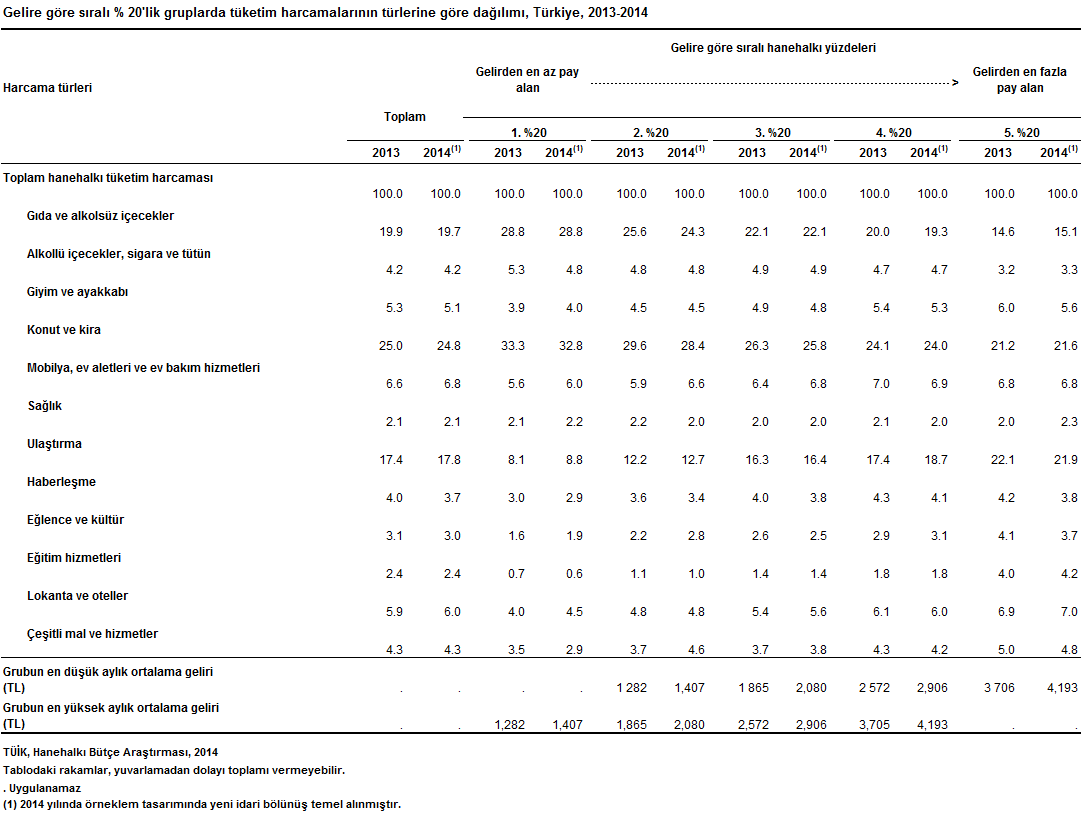 Gelire göre sıralı % 20'lik gruplarda tüketim harcamalarının türlerine göre dağılımı, Türkiye, 2013-2014
Gelire göre sıralı hanehalkı yüzdeleri
Harcama türleri
Gelirden en az pay
alan
>
Gelirden en fazla
pay alan
Toplam
1. %20 2. %20 3. %20 4. %20 5. %20
2013 2014(1) 2013 2014(1) 2013 2014(1) 2013 2014(1) 2013 2014(1) 2013 2014(1)
Toplam hanehalkı tüketim harcaması
100.0 100.0 100.0 100.0 100.0 100.0 100.0 100.0 100.0 100.0 100.0 100.0
Gıda ve alkolsüz içecekler
19.9 19.7 28.8 28.8 25.6 24.3 22.1 22.1 20.0 19.3 14.6 15.1
Alkollü içecekler, sigara ve tütün
4.2 4.2 5.3 4.8 4.8 4.8 4.9 4.9 4.7 4.7 3.2 3.3
Giyim ve ayakkabı
5.3 5.1 3.9 4.0 4.5 4.5 4.9 4.8 5.4 5.3 6.0 5.6
Konut ve kira
25.0 24.8 33.3 32.8 29.6 28.4 26.3 25.8 24.1 24.0 21.2 21.6
Mobilya, ev aletleri ve ev bakım hizmetleri
6.6 6.8 5.6 6.0 5.9 6.6 6.4 6.8 7.0 6.9 6.8 6.8
Sağlık
2.1 2.1 2.1 2.2 2.2 2.0 2.0 2.0 2.1 2.0 2.0 2.3
Ulaştırma
17.4 17.8 8.1 8.8 12.2 12.7 16.3 16.4 17.4 18.7 22.1 21.9
Haberleşme
4.0 3.7 3.0 2.9 3.6 3.4 4.0 3.8 4.3 4.1 4.2 3.8
Eğlence ve kültür
3.1 3.0 1.6 1.9 2.2 2.8 2.6 2.5 2.9 3.1 4.1 3.7
Eğitim hizmetleri
2.4 2.4 0.7 0.6 1.1 1.0 1.4 1.4 1.8 1.8 4.0 4.2
Lokanta ve oteller
5.9 6.0 4.0 4.5 4.8 4.8 5.4 5.6 6.1 6.0 6.9 7.0
Çeşitli mal ve hizmetler
4.3 4.3 3.5 2.9 3.7 4.6 3.7 3.8 4.3 4.2 5.0 4.8
Grubun en düşük aylık ortalama geliri
(TL) . . . . 1 282 1,407 1 865 2,080 2 572 2,906 3 706 4,193
Grubun en yüksek aylık ortalama geliri
(TL) . . 1,282 1,407 1,865 2,080 2,572 2,906 3,705 4,193 . .
TÜİK, Hanehalkı Bütçe Araştırması, 2014
Tablodaki rakamlar, yuvarlamadan dolayı toplamı vermeyebilir.
. Uygulanamaz
(1) 2014 yılında örneklem tasarımında yeni idari bölünüş temel alınmıştır.